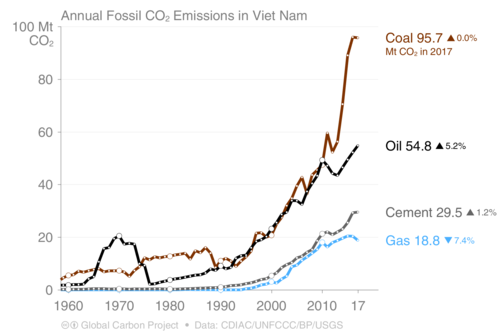 Annual Fossil CO₂ Emissions in Viet Nam
100 Mt
CO₂
80
60
40
20
0
Coal 95.7 ▲0.0%
Mt CO₂ in 2017
Oil 54.8 ▲5.2%
Cement 29.5 ▲1.2%
Gas 18.8 ▼7.4%
1960 1970 1980 1990 2000 2010 17
Global Carbon Project • Data: CDIAC/UNFCCC/BP/USGS